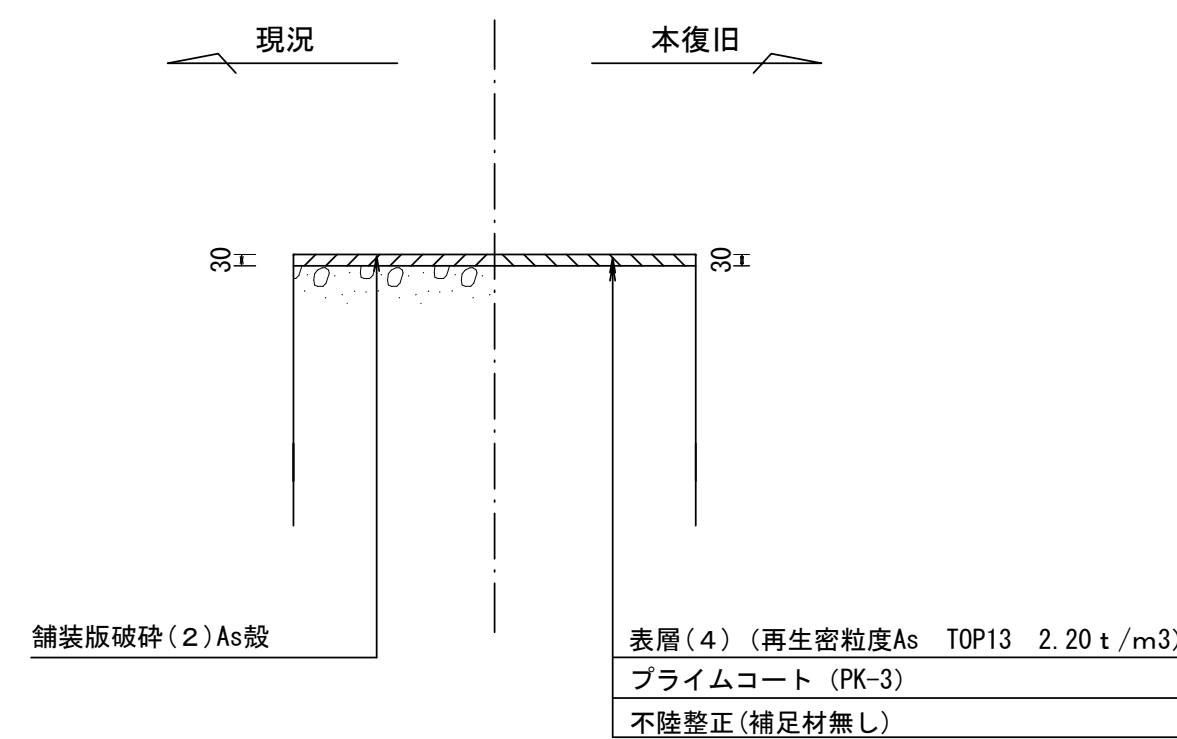 現況
本復旧
30
30
舗装版破砕(2)As殻
表層(4) (再生密粒度As TOP13 2.20t/m3)
プライムコート (PK-3)
不陸整正(補足材無し)